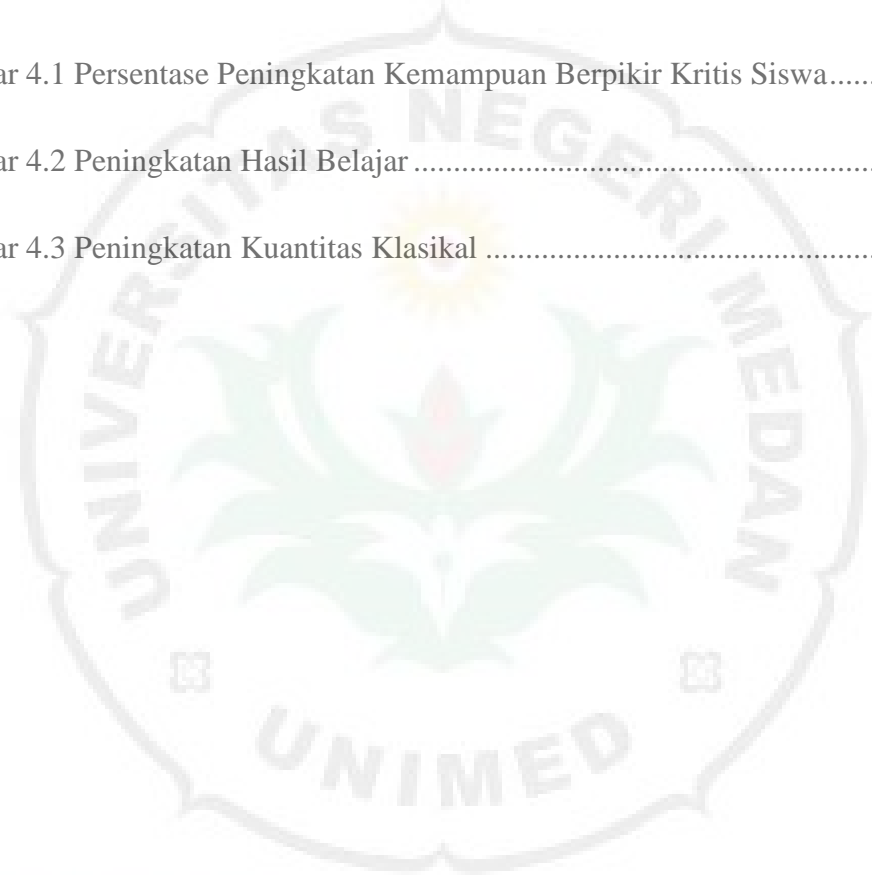 ar 4.1 Persentase Peningkatan Kemampuan Berpikir Kritis Siswa......
ar 4.2 Peningkatan Hasil Belajar..........................................................
ar 4.3 Peningkatan Kuantitas Klasikal .................................................
UNIVERSITAS NEGERI MEDAN
UNIMED